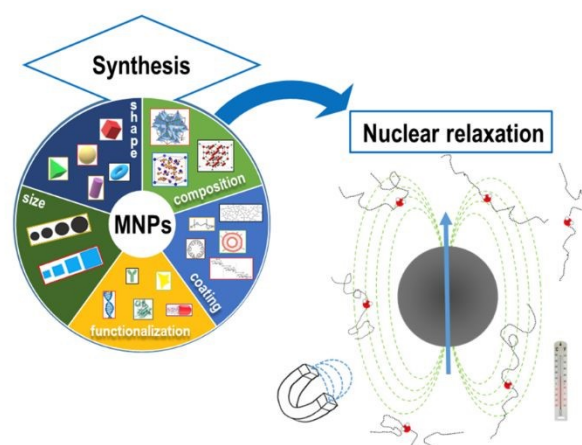 Synthesis
shape
composition
size
MNPs
coating
functionalization
Nuclear relaxation